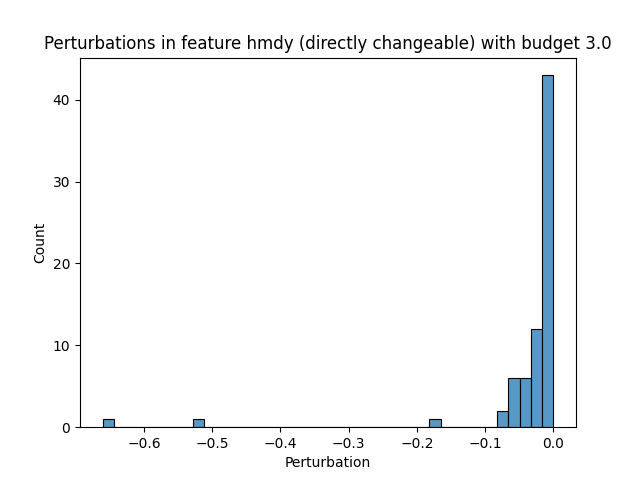 Perturbations in feature hmdy (directly changeable) with budget 3.0
Count
40
30
20
10
0
−0.6 −0.5 −0.4 −0.3 −0.2 −0.1 0.0
Perturbation